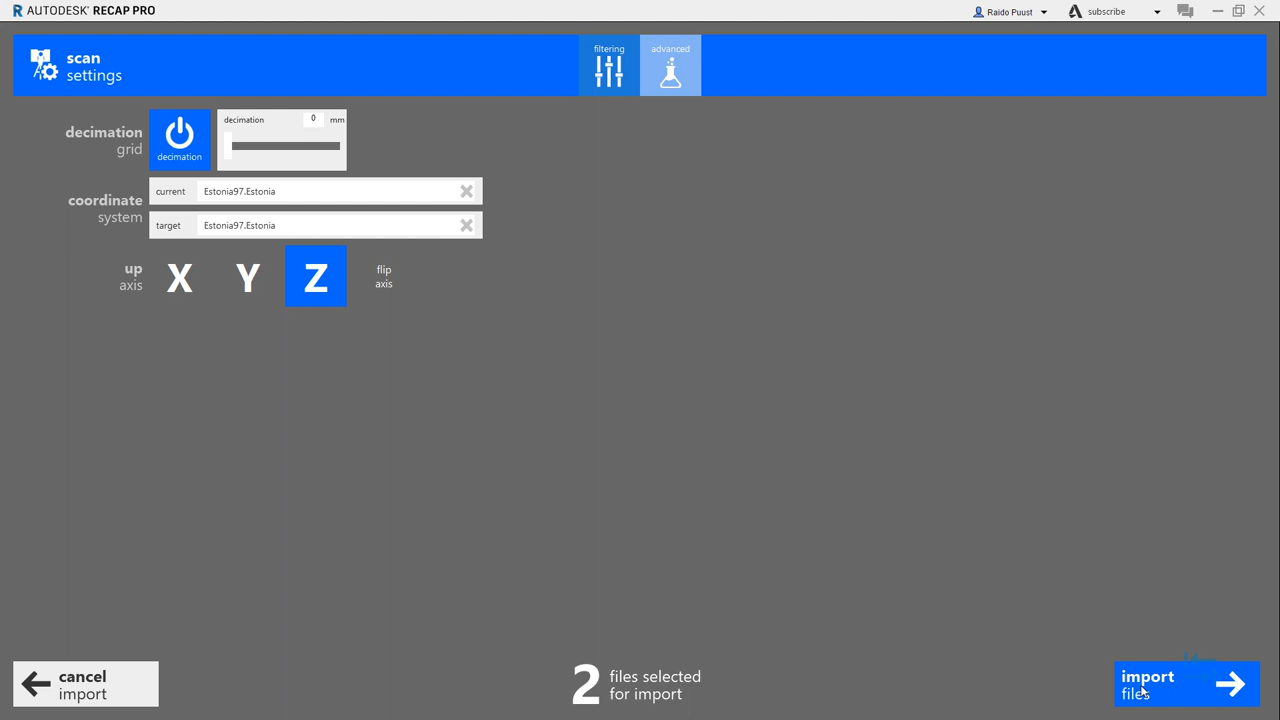 R AUTODESK RECAP PRO
Raido Puust
subscribe
scan
settings
filtering
advanced
decimation
grid
decimation
decimation 0 mm
coordinate
system
current Estonia97.Estonia
target Estonia97.Estonia
up
axis
X Y Z
flip
axis
cancel
import
2 files selected
for import
import
files